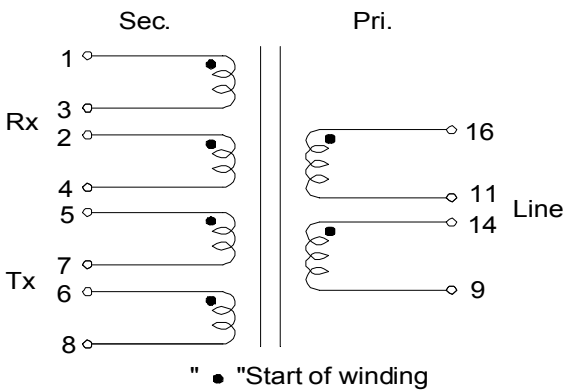 Sec. Pri.
1
3
Rx
2
4
5
7
Tx
6
8
16
11
14
Line
9
" • "Start of winding